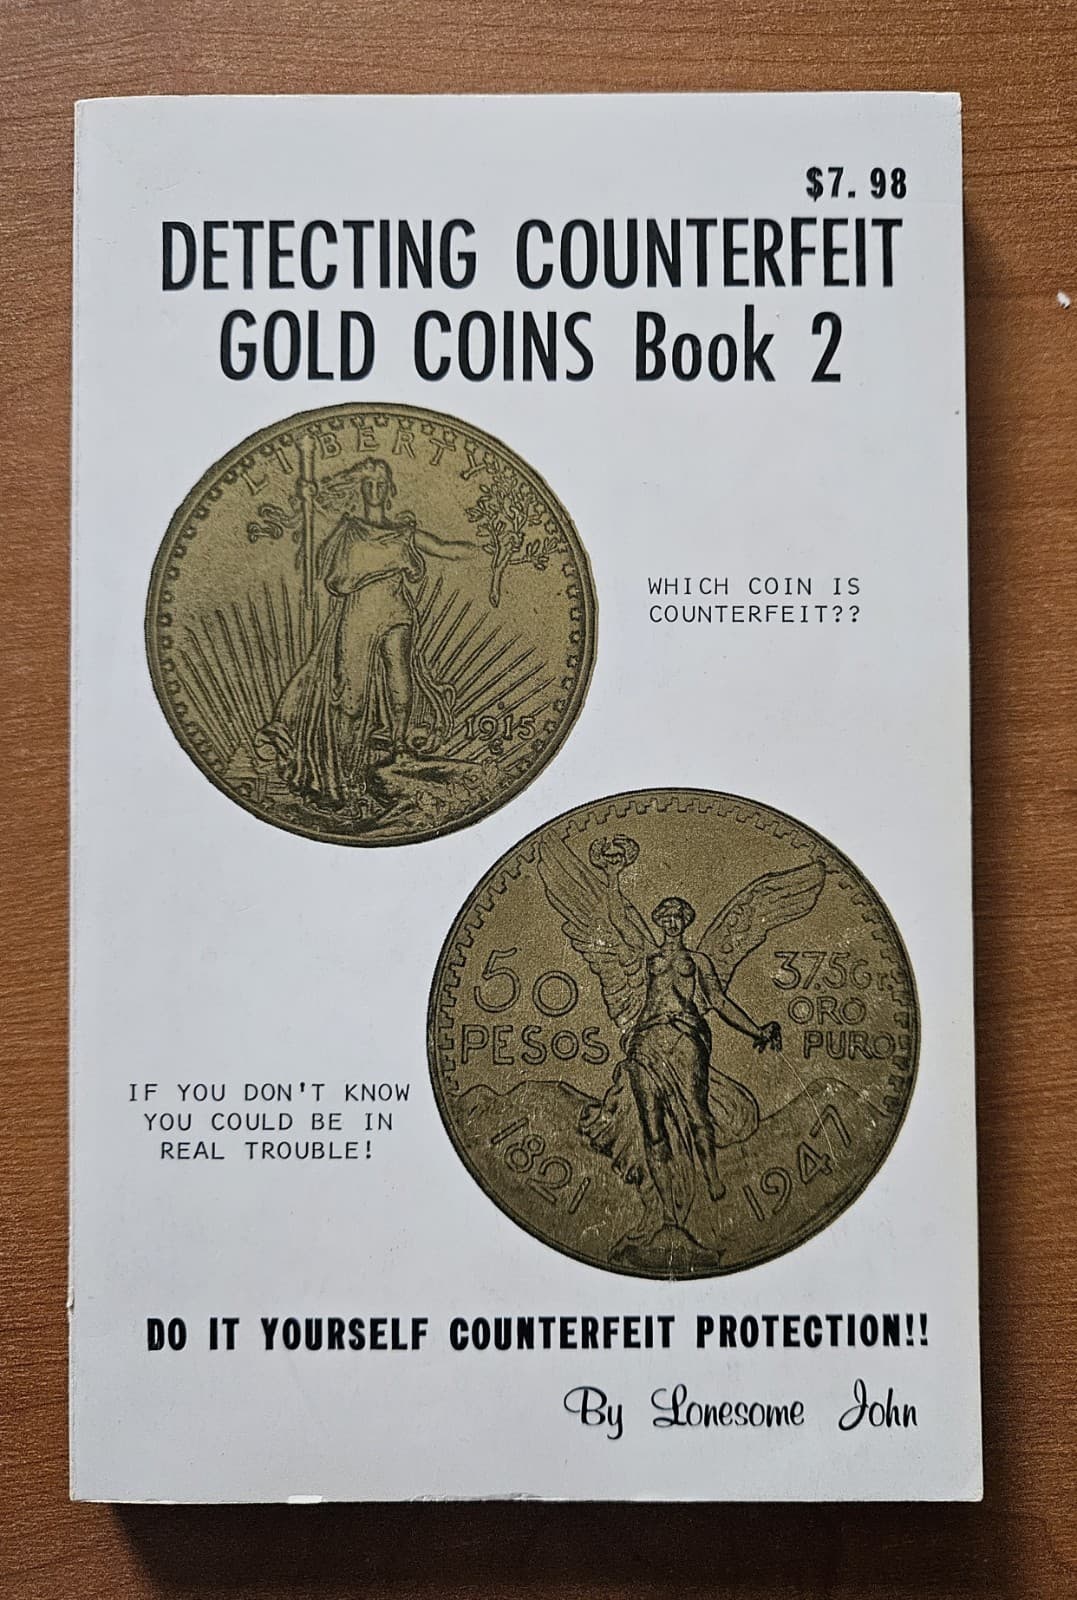 $7.98
DETECTING COUNTERFEIT
GOLD COINS Book 2
LIBERTY
1915
S
WHICH COIN IS
COUNTERFEIT??
50
PESOS
37.5Gr.
ORO
PURO
1821
1947
IF YOU DON'T KNOW
YOU COULD BE IN
REAL TROUBLE!
DO IT YOURSELF COUNTERFEIT PROTECTION!!
By Lonesome John